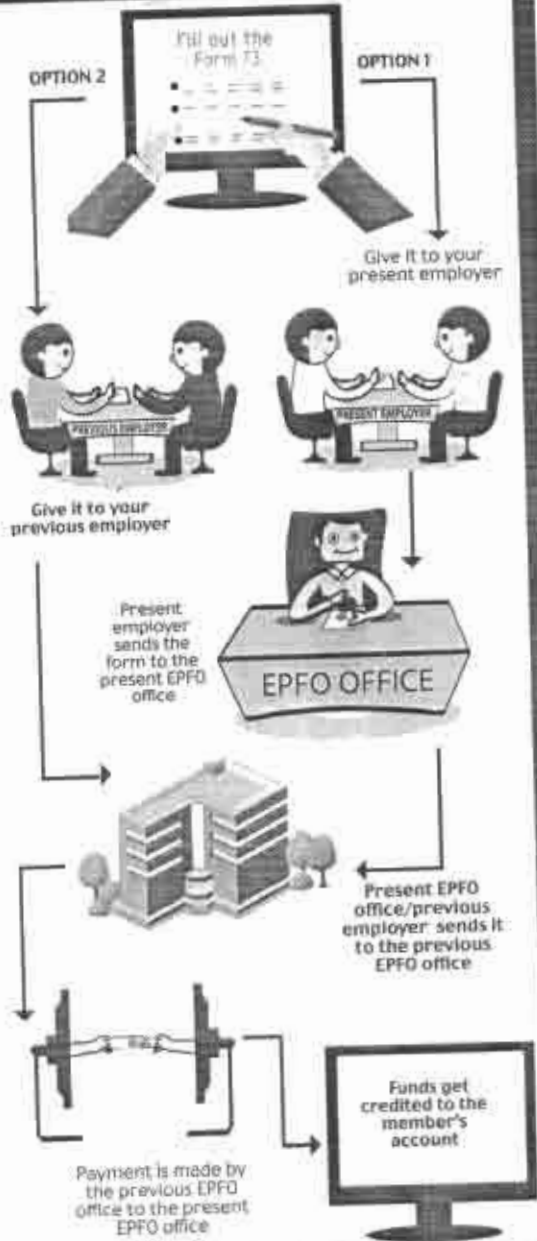 Fill out the
Form 13
OPTION 2
OPTION 1
Give it to your
present employer
PREVIOUS EMPLOYER
PRESENT EMPLOYER
Give it to your
previous employer
Present
employer
sends the
form to the
present EPFO
office
EPFO OFFICE
Present EPFO
office/previous
employer sends it
to the previous
EPFO office
Funds get
credited to the
member's
account
Payment is made by
the previous EPFO
office to the present
EPFO office